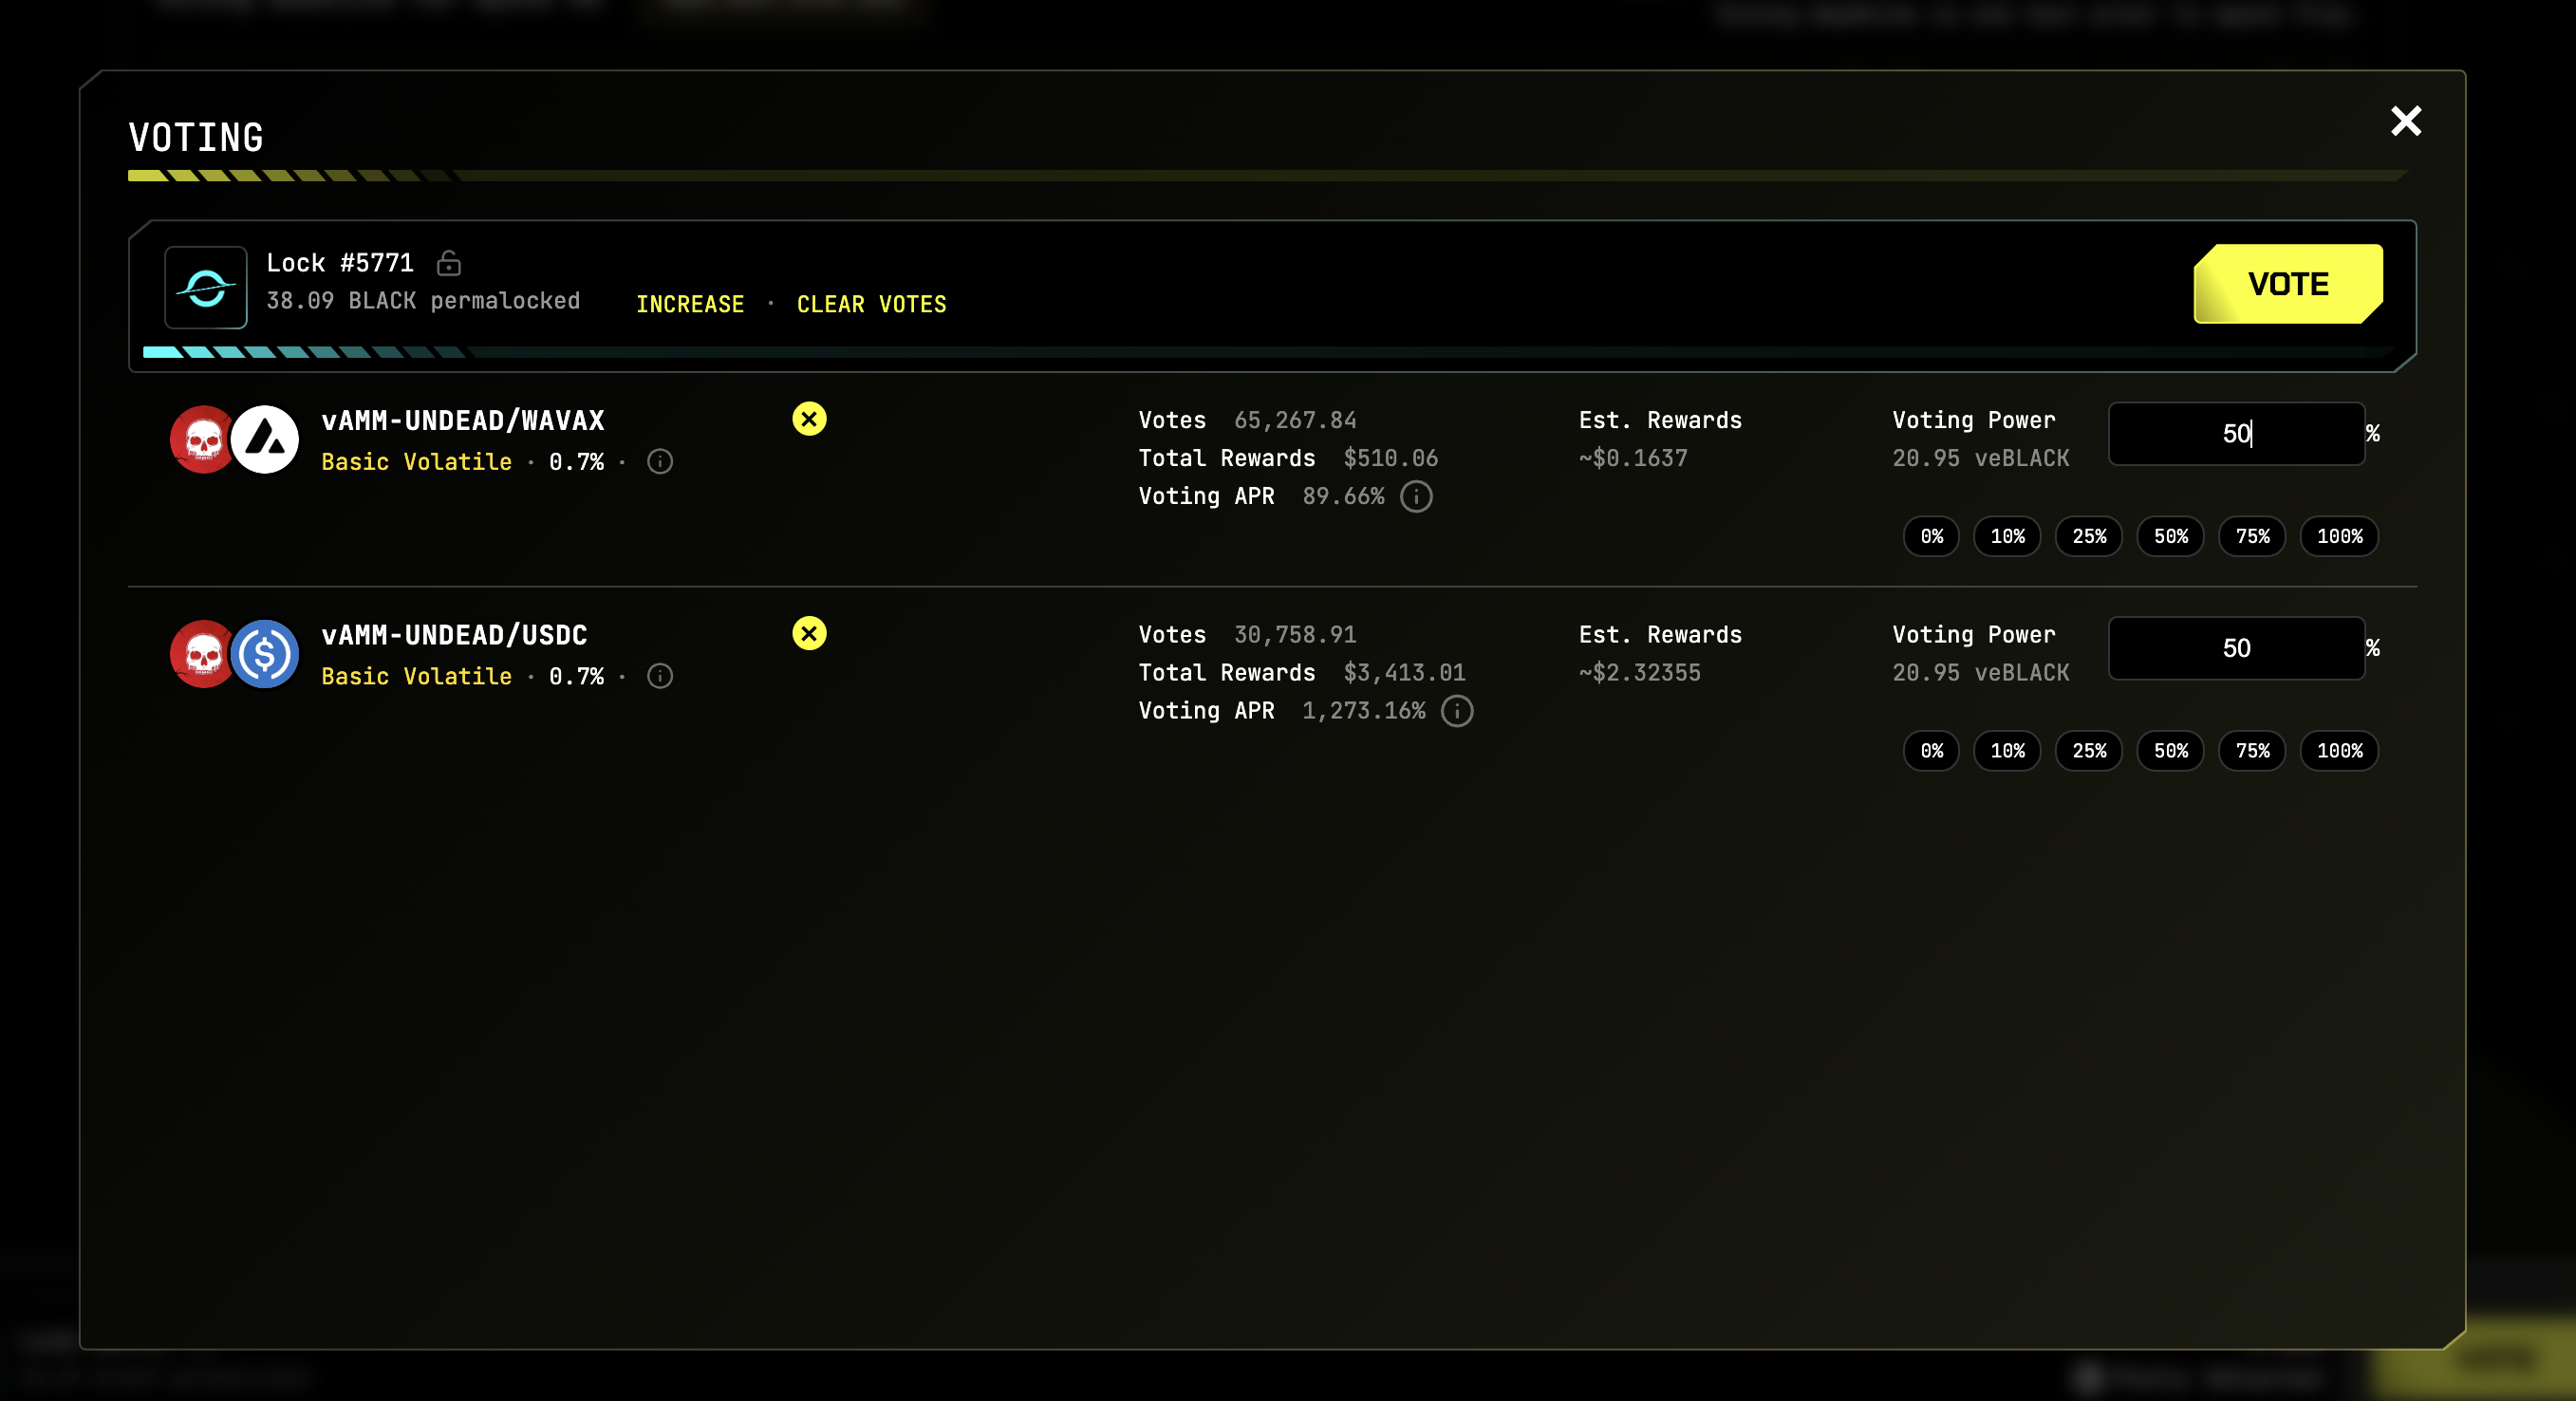 VOTING
Lock #5771
38.09 BLACK permalocked
INCREASE · CLEAR VOTES
VOTE
vAMM-UNDEAD/WAVAX
Basic Volatile · 0.7% ·
Votes 65,267.84
Total Rewards $510.06
Voting APR 89.66%
Est. Rewards
~$0.1637
Voting Power
20.95 veBLACK
50 %
0% 10% 25% 50% 75% 100%
vAMM-UNDEAD/USDC
Basic Volatile · 0.7% ·
Votes 30,758.91
Total Rewards $3,413.01
Voting APR 1,273.16%
Est. Rewards
~$2.32355
Voting Power
20.95 veBLACK
50 %
0% 10% 25% 50% 75% 100%